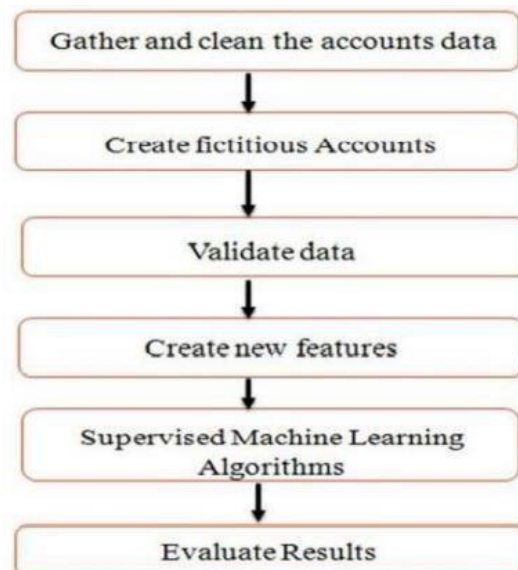 Gather and clean the accounts data
Create fictitious Accounts
Validate data
Create new features
Supervised Machine Learning
Algorithms
Evaluate Results